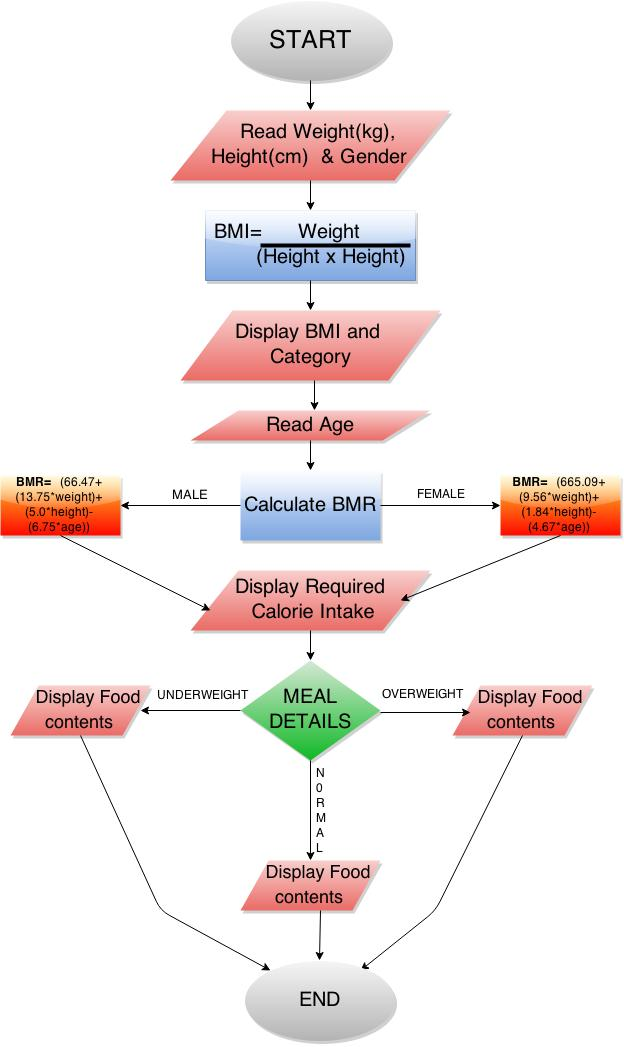 START
Read Weight(kg),
Height(cm) & Gender
BMI= Weight
(Height x Height)
Display BMI and
Category
Read Age
BMR= (66.47+
(13.75*weight)+
(5.0*height)-
(6.75*age))
MALE
Calculate BMR
FEMALE
BMR= (665.09+
(9.56*weight)+
(1.84*height)-
(4.67*age))
Display Required
Calorie Intake
Display Food
contents
UNDERWEIGHT
MEAL
DETAILS
OVERWEIGHT
Display Food
contents
N
0
R
M
A
L
Display Food
contents
END